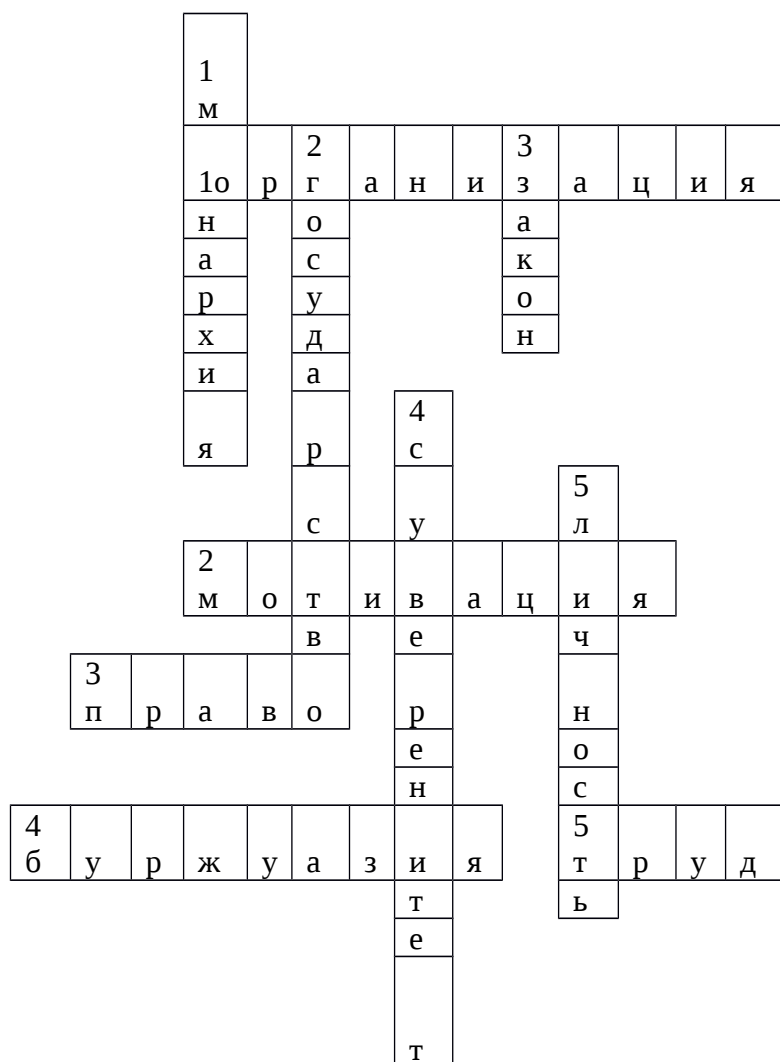 1
м
2 3
1о р г а н и з а ц и я
н о а
а с к
р у о
х д н
и а
4
я р с
5
с у л
2
м о т и в а ц и я
в е ч
3
п р а в о р н
е о
н с
4 5
б у р ж у а з и я т р у д
т ь
е
т